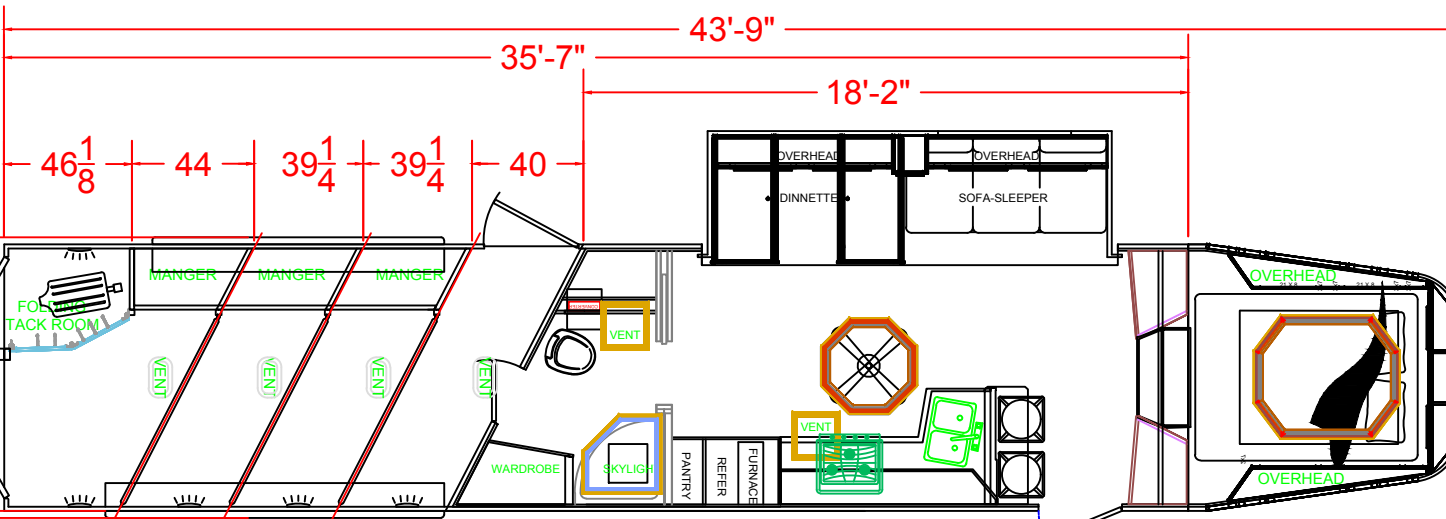 43'-9"
35'-7"
18'-2"
46 1/8
44
39 1/4
39 1/4
40
OVERHEAD
OVERHEAD
DINNETTE
SOFA-SLEEPER
MANGER
MANGER
MANGER
OVERHEAD
FOLDING
TACK ROOM
VENT
VENT
VENT
VENT
VENT
VENT
WARDROBE
SKYLIGH
PANTRY
REFER
FURNACE
OVERHEAD